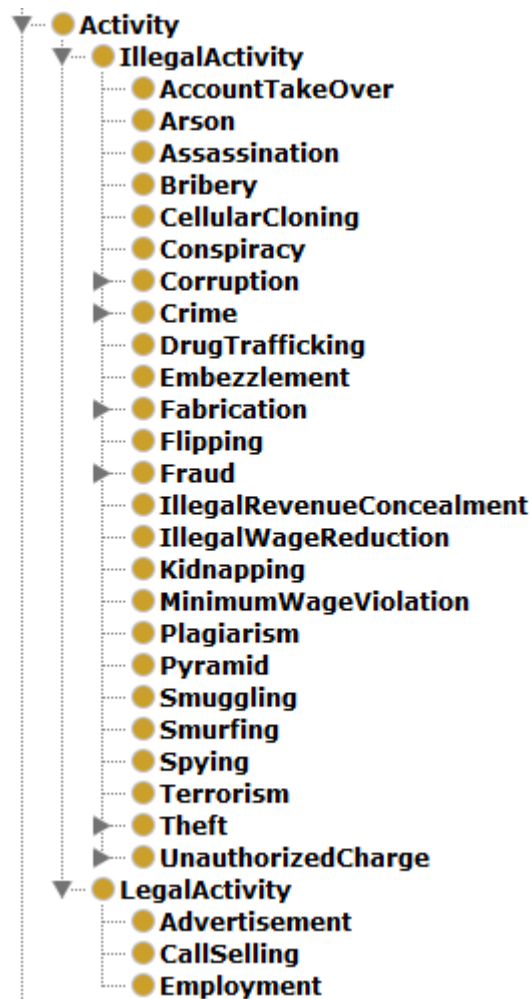 Activity
IllegalActivity
AccountTakeOver
Arson
Assassination
Bribery
CellularCloning
Conspiracy
Corruption
Crime
DrugTrafficking
Embezzlement
Fabrication
Flipping
Fraud
IllegalRevenueConcealment
IllegalWageReduction
Kidnapping
MinimumWageViolation
Plagiarism
Pyramid
Smuggling
Smurfing
Spying
Terrorism
Theft
UnauthorizedCharge
LegalActivity
Advertisement
CallSelling
Employment